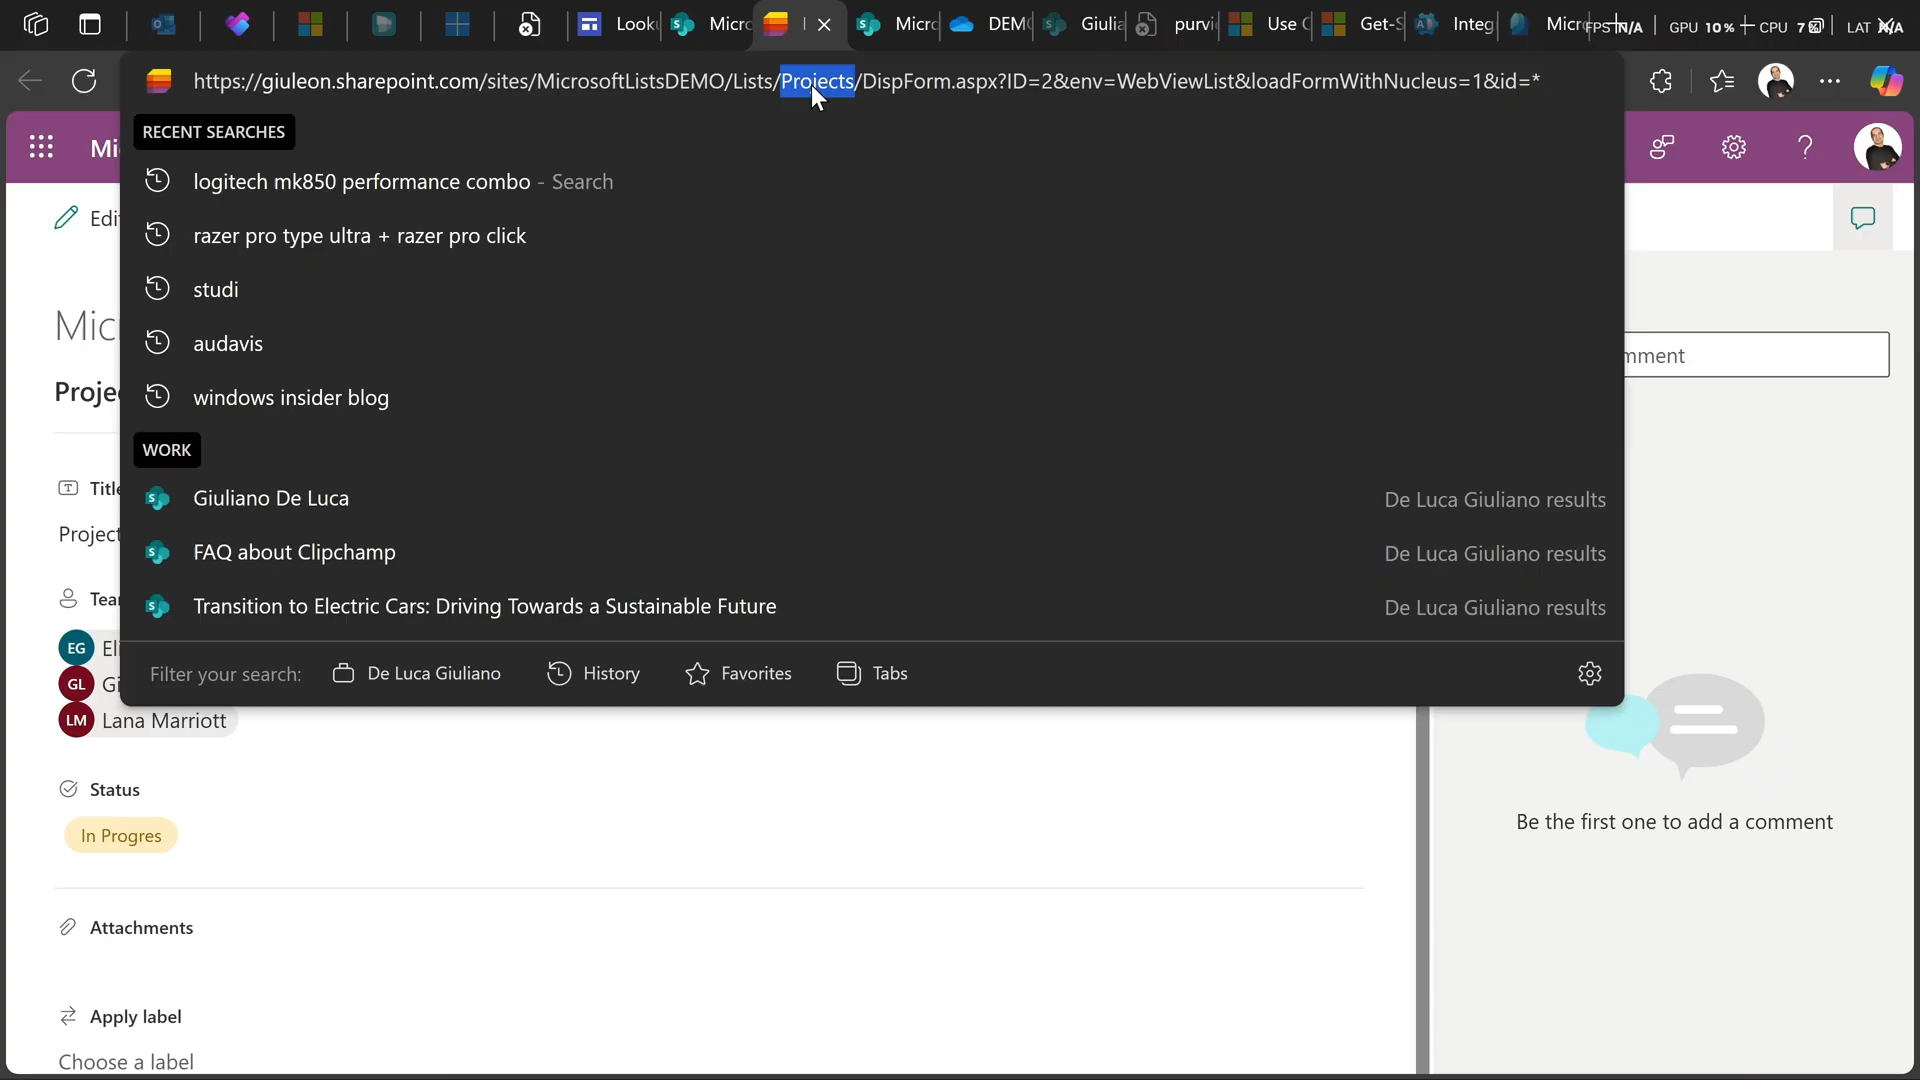 Look
Micro
Micro
DEMO
Giulia
purvi
Use C
Get-S
Integ
Micr
FPS N/A
GPU 10%
CPU 7%
LAT N/A
https://giuleon.sharepoint.com/sites/MicrosoftListsDEMO/Lists/Projects/DispForm.aspx?ID=2&env=WebViewList&loadFormWithNucleus=1&id=*
RECENT SEARCHES
Mi
logitech mk850 performance combo - Search
Edi
razer pro type ultra + razer pro click
studi
Mic
audavis
mment
Proje
windows insider blog
WORK
Title
Giuliano De Luca De Luca Giuliano results
Project
FAQ about Clipchamp De Luca Giuliano results
Tea
Transition to Electric Cars: Driving Towards a Sustainable Future De Luca Giuliano results
EG Eli
GL Gi
Filter your search: De Luca Giuliano History Favorites Tabs
LM Lana Marriott
Status
In Progres
Be the first one to add a comment
Attachments
Apply label
Choose a label